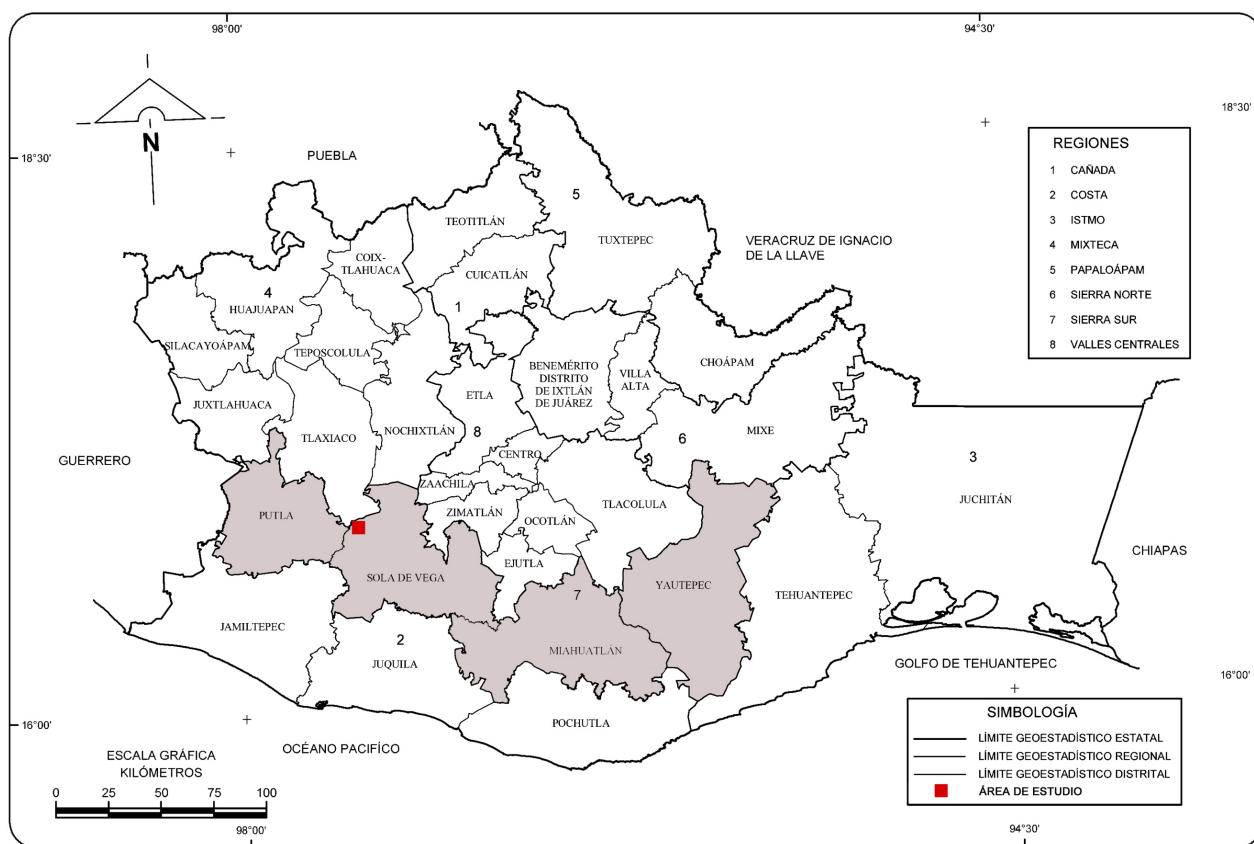 98°00'
94°30'
18°30'
18°30'
N
PUEBLA
REGIONES
1 CAÑADA
2 COSTA
3 ISTMO
4 MIXTECA
5 PAPALOÁPAM
6 SIERRA NORTE
7 SIERRA SUR
8 VALLES CENTRALES
5
TEOTITLÁN
TUXTEPEC
VERACRUZ DE IGNACIO
DE LA LLAVE
COIX-
TLAHUACA
CUICATLÁN
4
HUAJUAPAN
1
SILACAYOÁPAM
TEPOSCOLULA
BENEMÉRITO
DISTRITO
DE IXTLÁN
DE JUÁREZ
VILLA
ALTA
CHOÁPAM
ETLA
JUXTLAHUACA
TLAXIACO
NOCHIXTLÁN
8
6
MIXE
CENTRO
GUERRERO
3
ZAACHILA
JUCHITÁN
PUTLA
ZIMATLÁN
OCOTLÁN
TLACOLULA
CHIAPAS
EJUTLA
SOLA DE VEGA
YAUTEPEC
7
TEHUANTEPEC
JAMILTEPEC
2
JUQUILA
MIAHUATLÁN
GOLFO DE TEHUANTEPEC
16°00'
16°00'
POCHUTLA
OCÉANO PACIFÍCO
SIMBOLOGÍA
LÍMITE GEOESTADÍSTICO ESTATAL
LÍMITE GEOESTADÍSTICO REGIONAL
LÍMITE GEOESTADÍSTICO DISTRITAL
ÁREA DE ESTUDIO
ESCALA GRÁFICA
KILÓMETROS
0 25 50 75 100
98°00'
94°30'